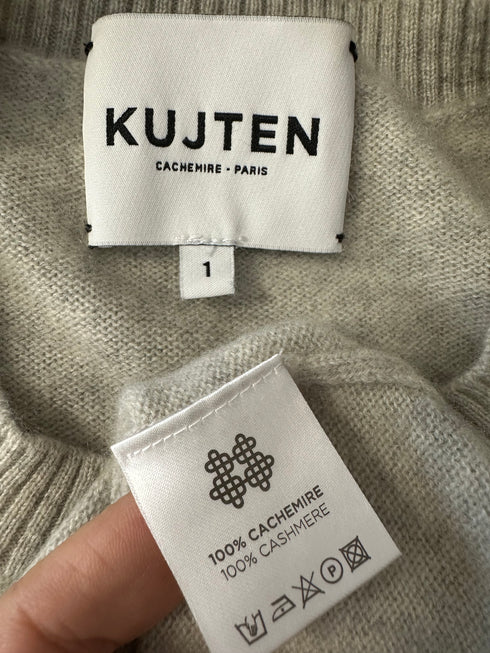 KUJTEN
CACHEMIRE - PARIS
1
100% CACHEMIRE
100% CASHMERE
P